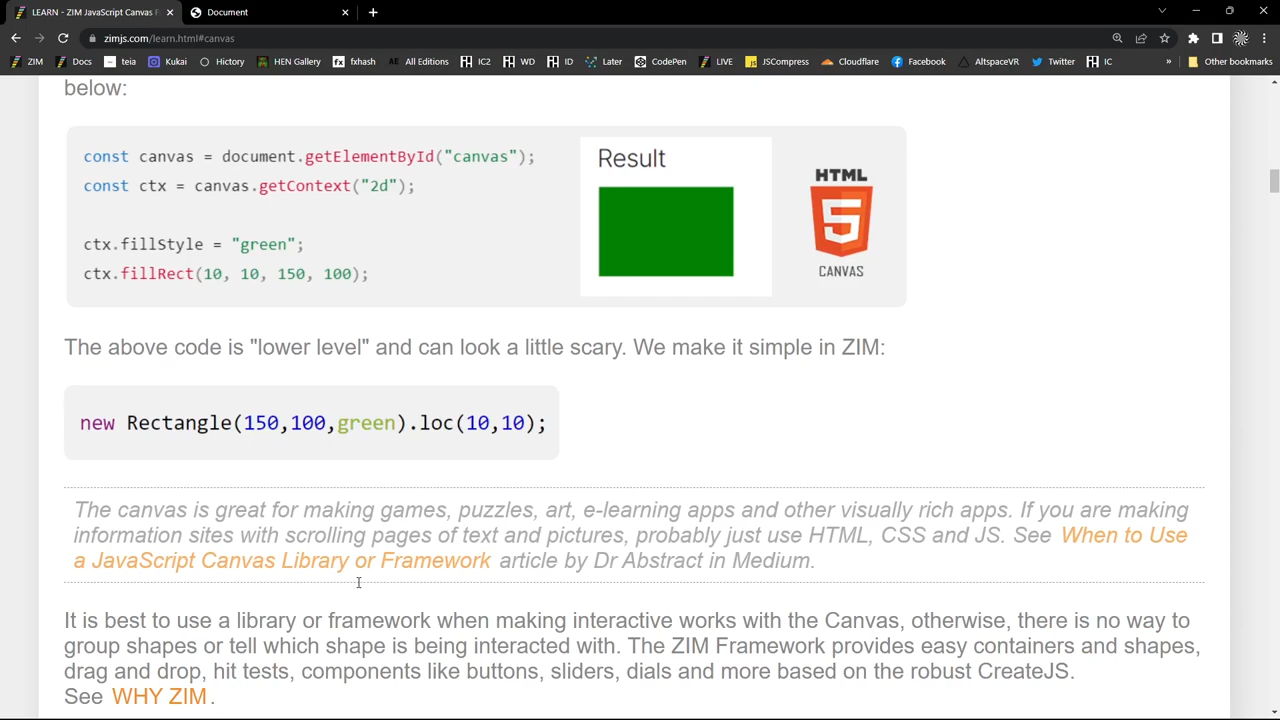 LEARN - ZIM JavaScript Canvas F
Document
zimjs.com/learn.html#canvas
ZIM
Docs
teia
Kukai
Hictory
HEN Gallery
fx fxhash
AE All Editions
IC2
WD
ID
Later
CodePen
LIVE
JSCompress
Cloudflare
Facebook
AltspaceVR
Twitter
IC
»
Other bookmarks
below:
const canvas = document.getElementById("canvas");
const ctx = canvas.getContext("2d");
ctx.fillStyle = "green";
ctx.fillRect(10, 10, 150, 100);
Result
HTML
5
CANVAS
The above code is "lower level" and can look a little scary. We make it simple in ZIM:
new Rectangle(150,100,green).loc(10,10);
The canvas is great for making games, puzzles, art, e-learning apps and other visually rich apps. If you are making
information sites with scrolling pages of text and pictures, probably just use HTML, CSS and JS. See When to Use
a JavaScript Canvas Library or Framework article by Dr Abstract in Medium.
It is best to use a library or framework when making interactive works with the Canvas, otherwise, there is no way to
group shapes or tell which shape is being interacted with. The ZIM Framework provides easy containers and shapes,
drag and drop, hit tests, components like buttons, sliders, dials and more based on the robust CreateJS.
See WHY ZIM.